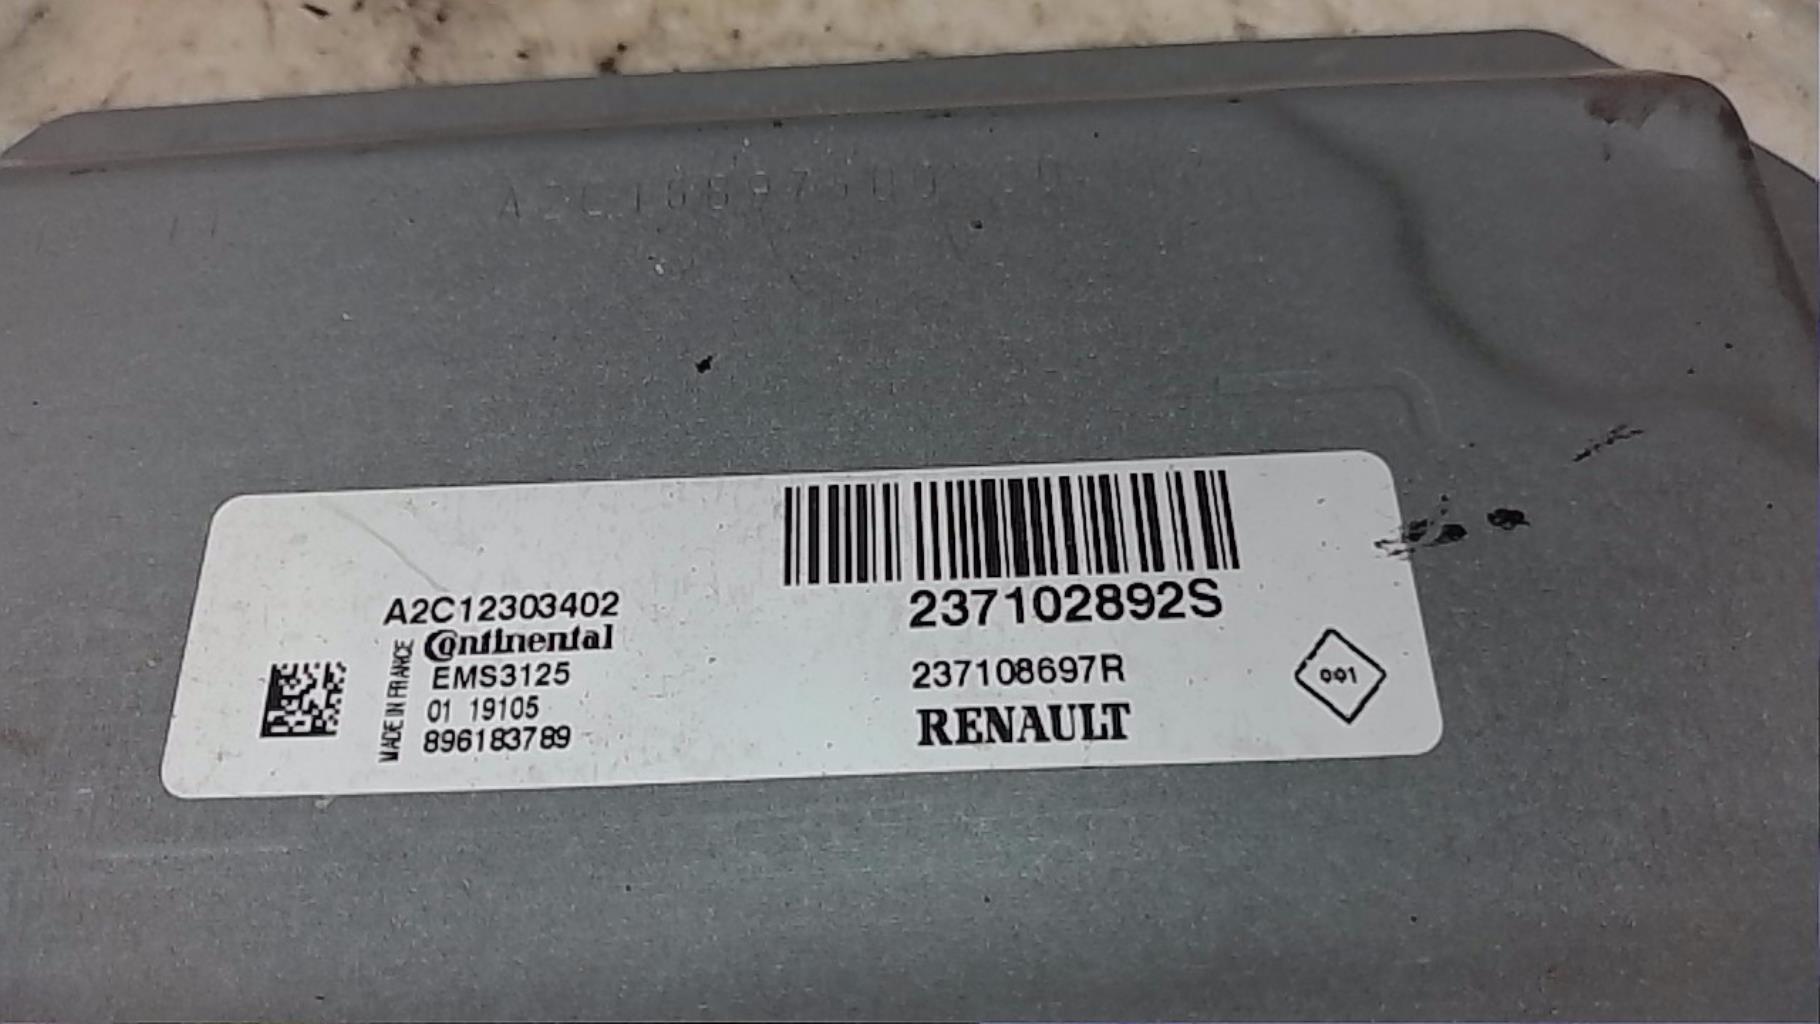 A2C12303402
Continental
EMS3125
01 19105
896183789
MADE IN FRANCE
237102892S
237108697R
RENAULT
001